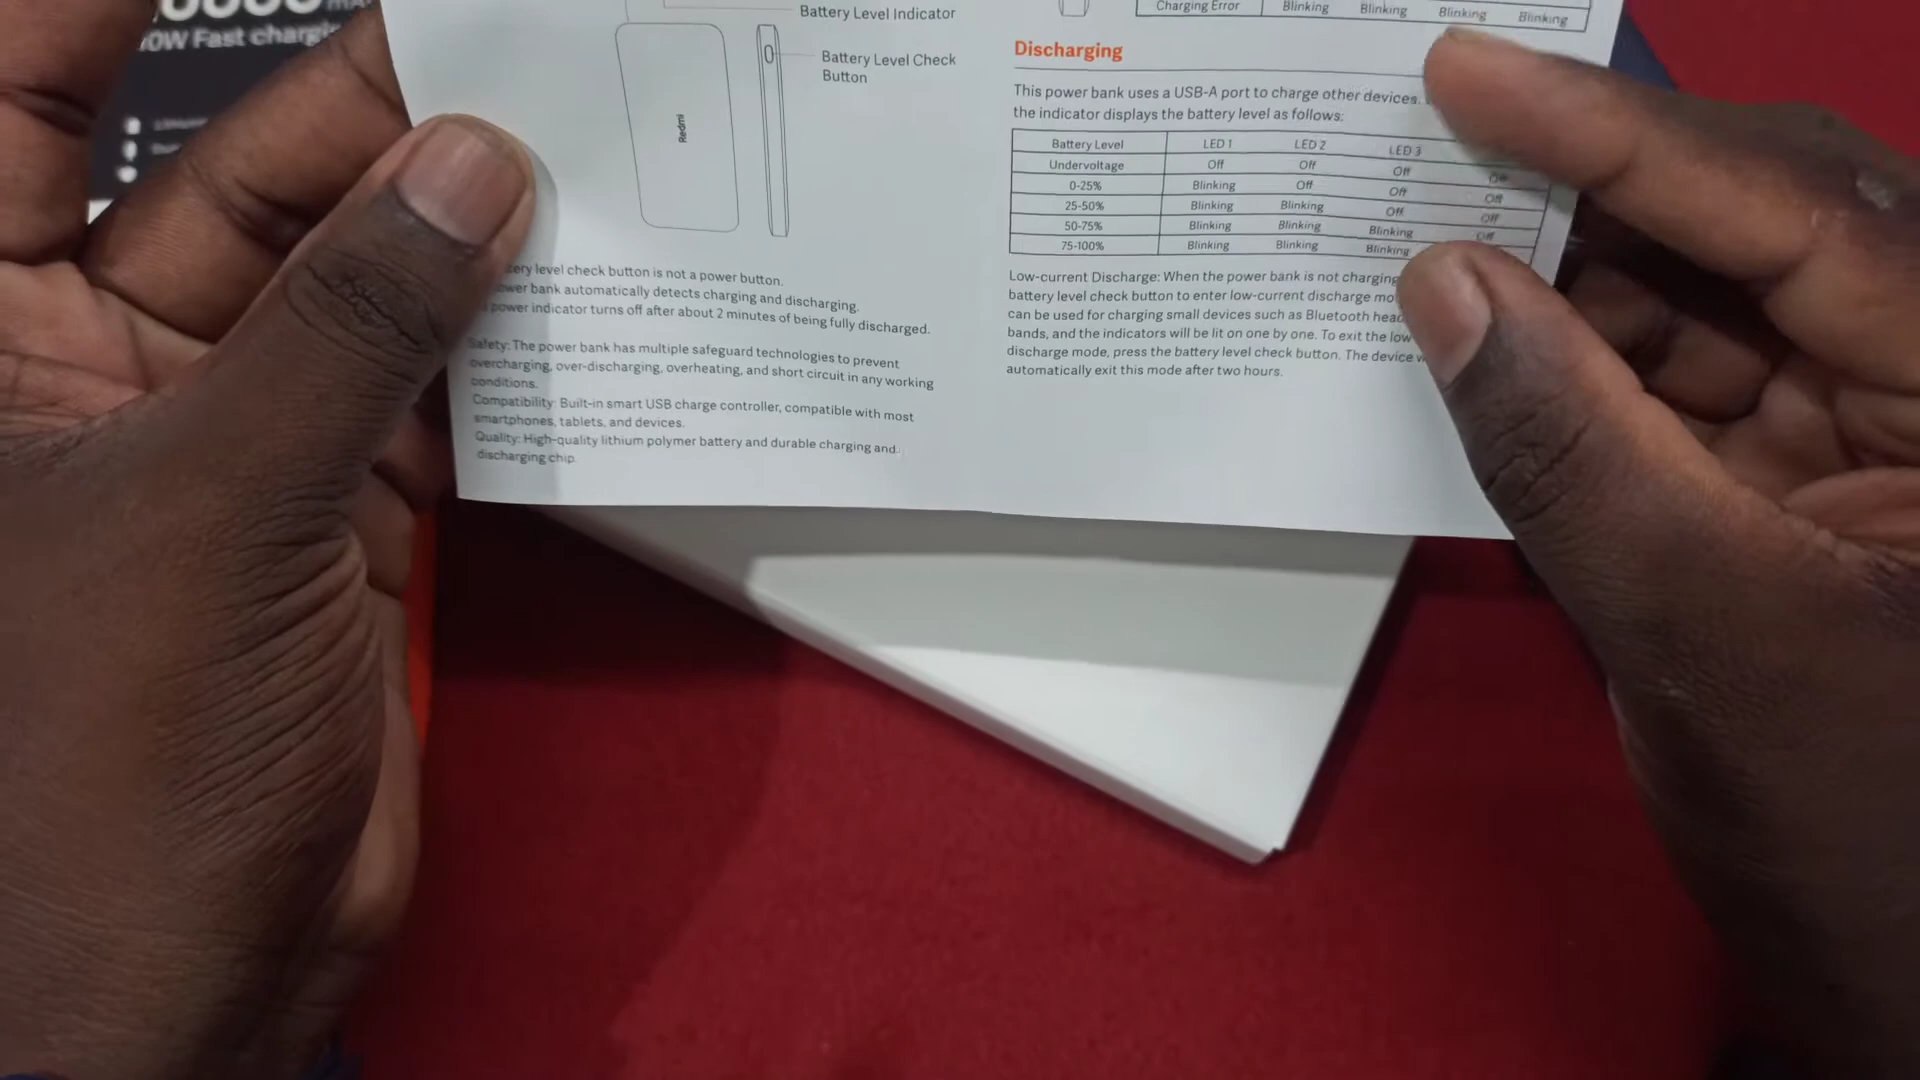 Fast
Battery Level Indicator
Battery Level Check
Button
Redmi
level check button is not a power button.
bank automatically detects charging and discharging.
power indicator turns off after about 2 minutes of being fully discharged.
Safety: The power bank has multiple safeguard technologies to prevent
overcharging, over-discharging, overheating, and short circuit in any working
conditions.
Compatibility: Built-in smart USB charge controller, compatible with most
smartphones, tablets, and devices.
Quality: High-quality lithium polymer battery and durable charging and
discharging chip.
Charging Error Blinking Blinking Blinking Blinking
Discharging
This power bank uses a USB-A port to charge other devices.
the indicator displays the battery level as follows:
Battery Level LED 1 LED 2 LED 3
Undervoltage Off Off Off Off
0-25% Blinking Off Off Off
25-50% Blinking Blinking Off Off
50-75% Blinking Blinking Blinking Off
75-100% Blinking Blinking Blinking
Low-current Discharge: When the power bank is not charging
battery level check button to enter low-current discharge
can be used for charging small devices such as Bluetooth
bands, and the indicators will be lit on one by one. To exit the low
discharge mode, press the battery level check button. The device
automatically exit this mode after two hours.